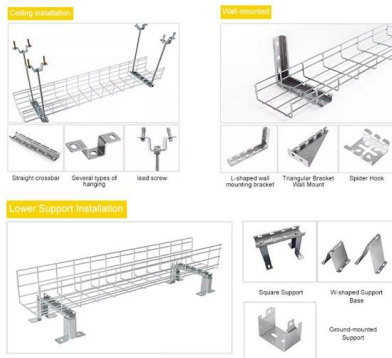 Ceiling installation
Wall-mounted
Straight crossbar
Several types of
hanging
lead screw
L-shaped wall
mounting bracket
Triangular Bracket
Wall Mount
Spider Hook
Lower Support Installation
Square Support
W-shaped Support
Base
Ground-mounted
Support